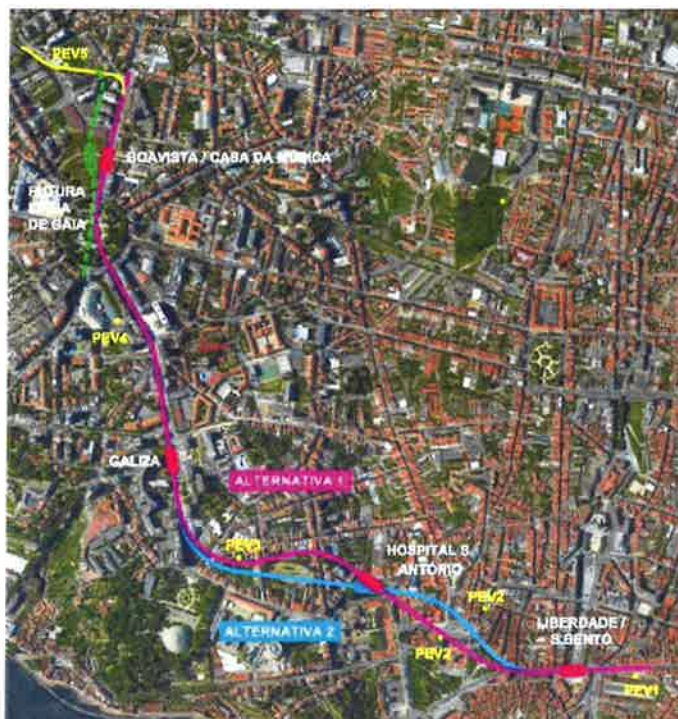 PEV5
BOAVISTA / CASA DA MÚSICA
FUTURA
LINHA
DE GAIA
PEV4
GALIZA
ALTERNATIVA 1
PEV3
HOSPITAL S.
ANTÓNIO
PEV2
ALTERNATIVA 2
LIBERDADE /
S.BENTO
PEV2
PEV1